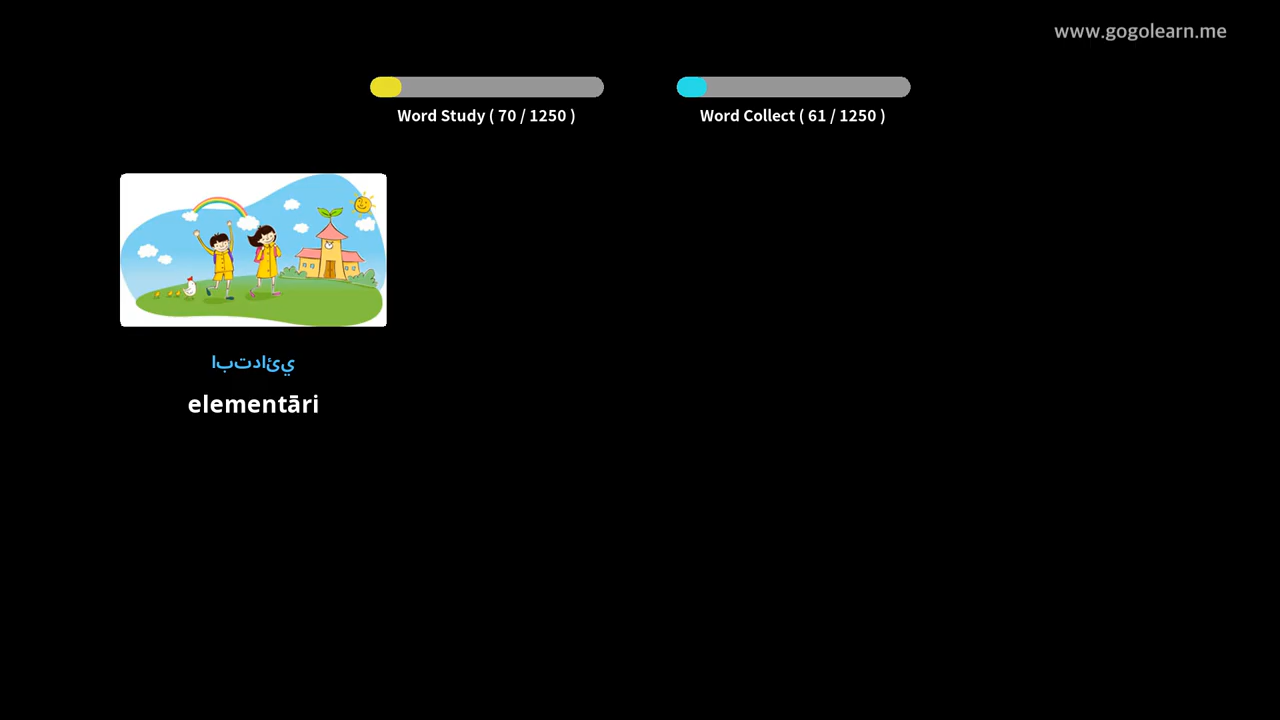 www.gogolearn.me
Word Study ( 70 / 1250 )
Word Collect ( 61 / 1250 )
ابتدائي
elementāri